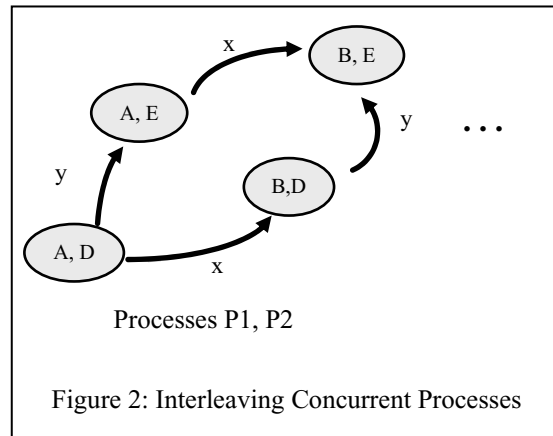 x
B, E
A, E
y
...
y
B,D
A, D
x
Processes P1, P2
Figure 2: Interleaving Concurrent Processes